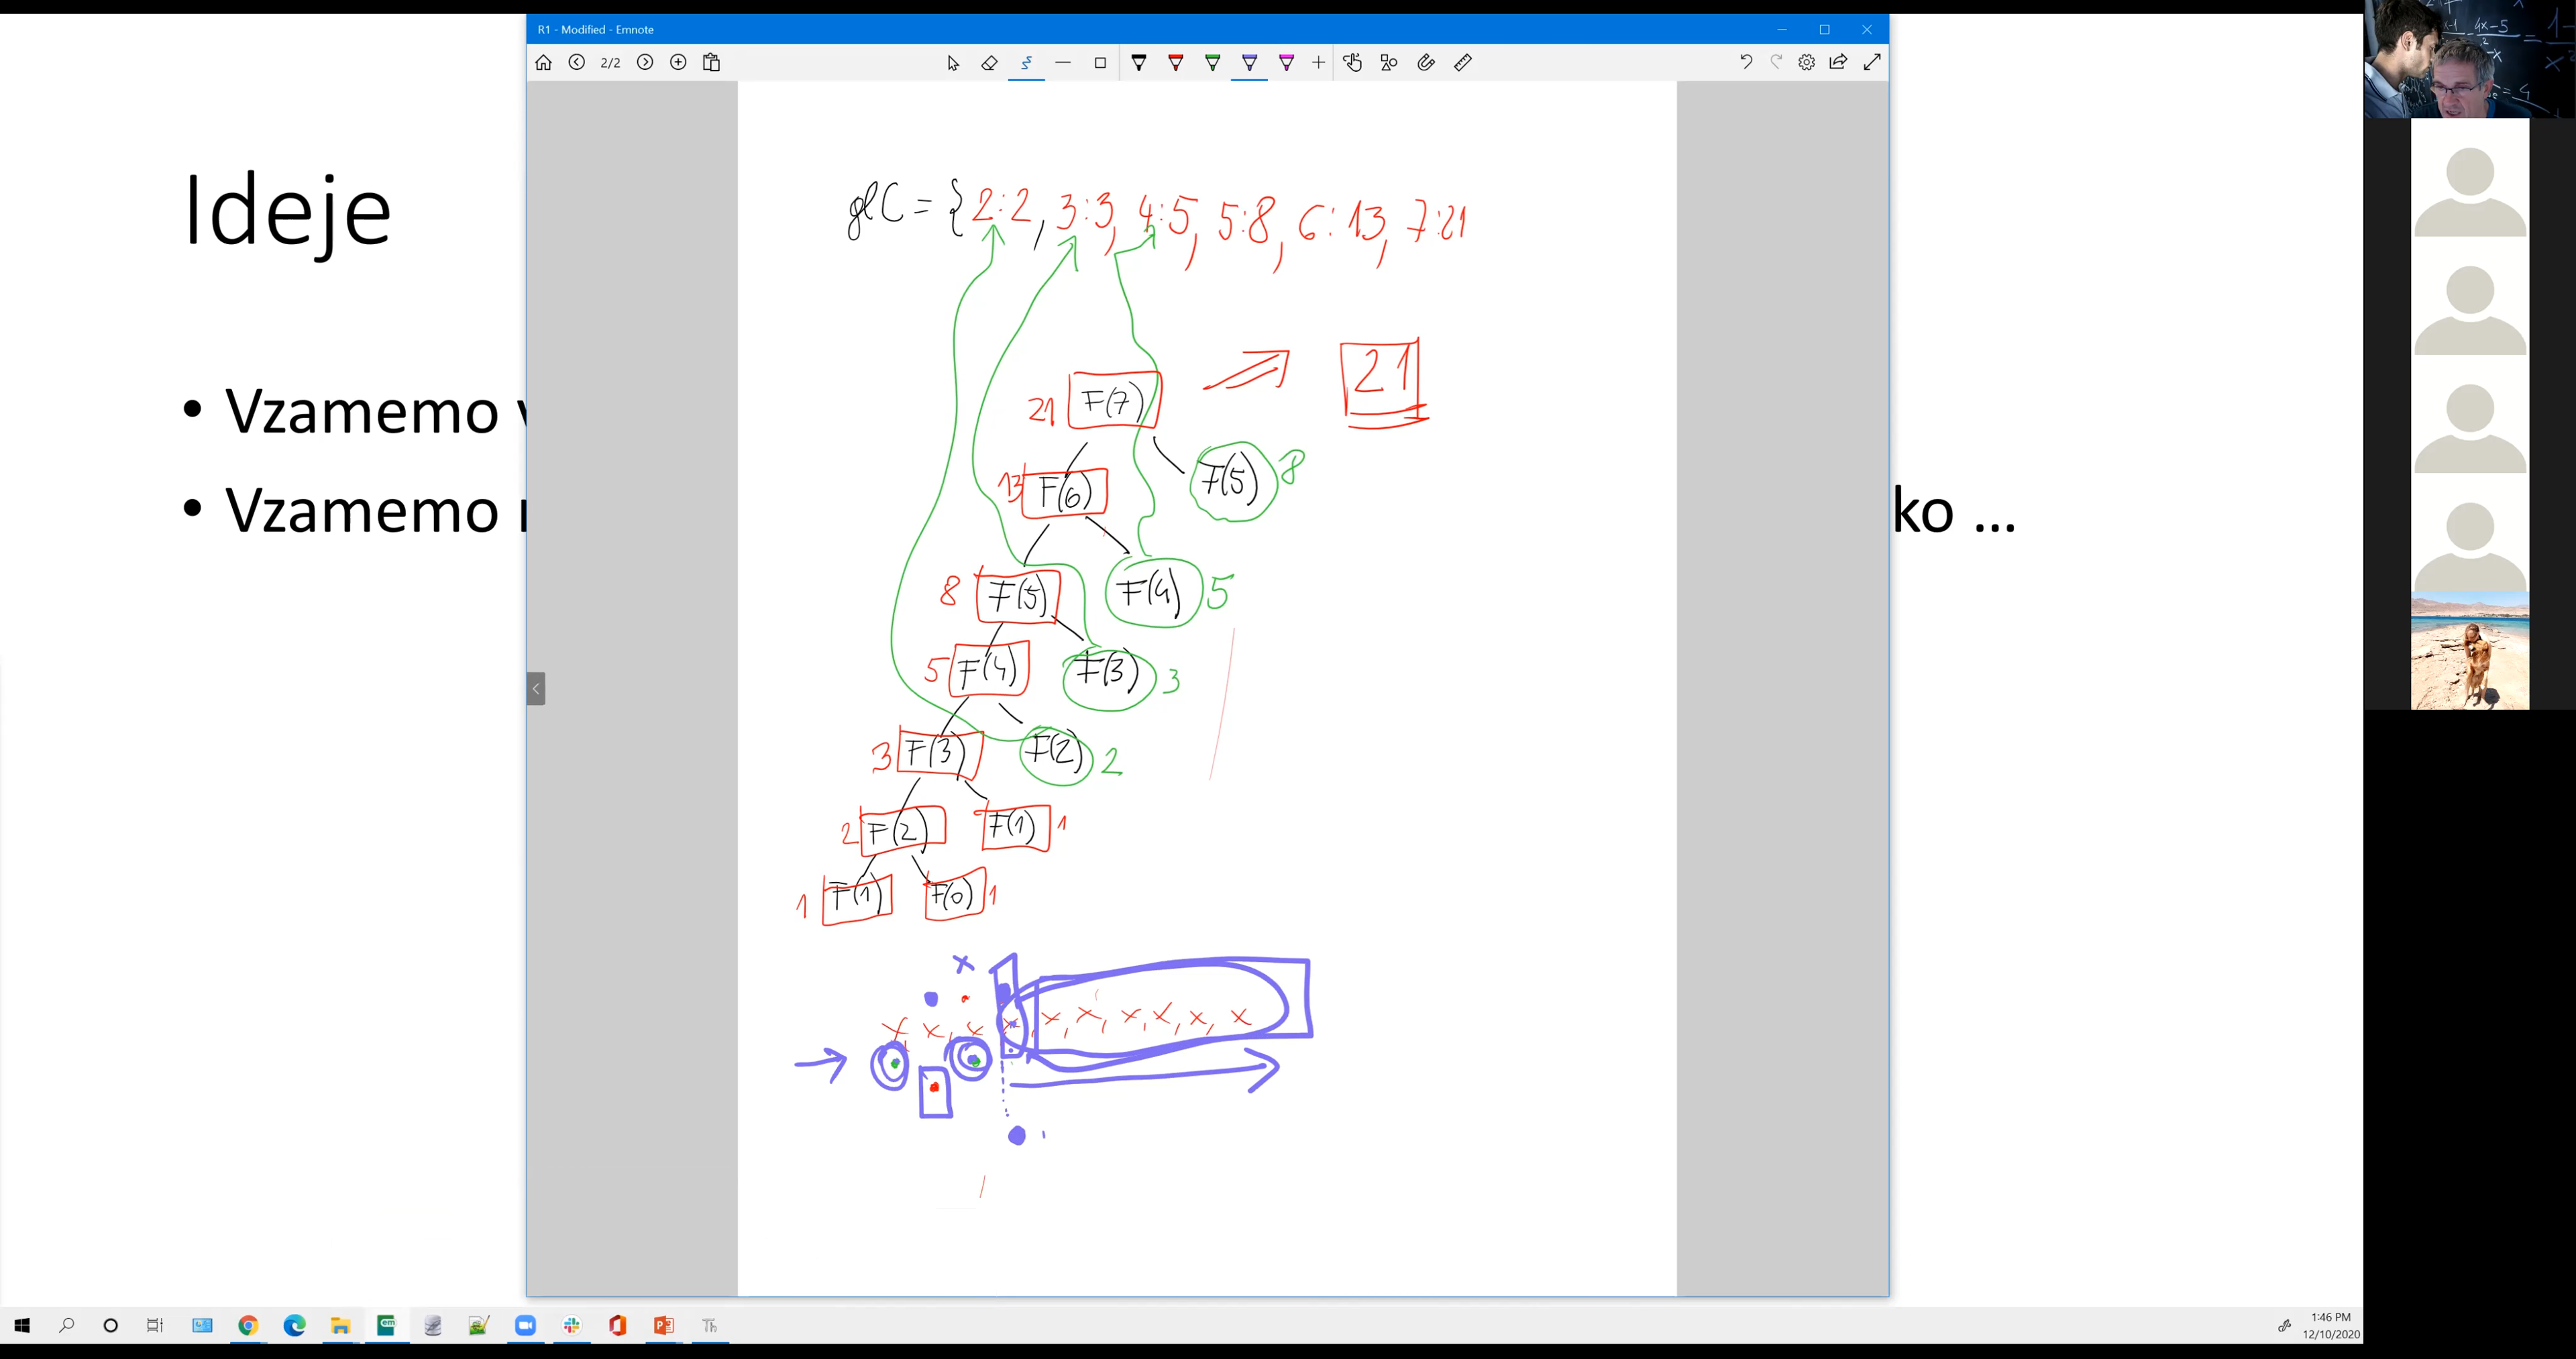 R1 - Modified - Emnote
2/2
Ideje
• Vzamemo
• Vzamemo
ko ...
glC = { 2:2, 3:3, 4:5, 5:8, 6:13, 7:21
21 F(7) 21
13 F(6) F(5) 8
8 F(5) F(4) 5
5 F(4) F(3) 3
3 F(3) F(2) 2
2 F(2) F(1) 1
1 F(1) F(0) 1
x
x x, x x, x, x, x, x, x, x
1:46 PM
12/10/2020